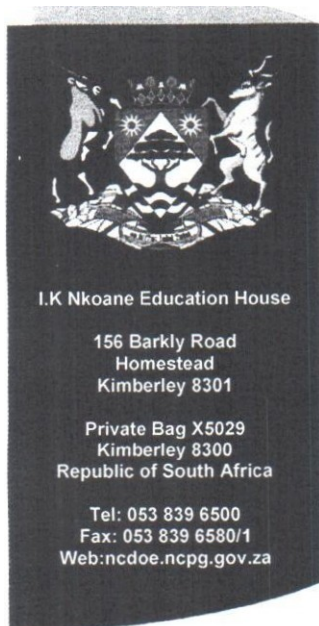 I.K Nkoane Education House
156 Barkly Road
Homestead
Kimberley 8301
Private Bag X5029
Kimberley 8300
Republic of South Africa
Tel: 053 839 6500
Fax: 053 839 6580/1
Web:ncdoe.ncpg.gov.za